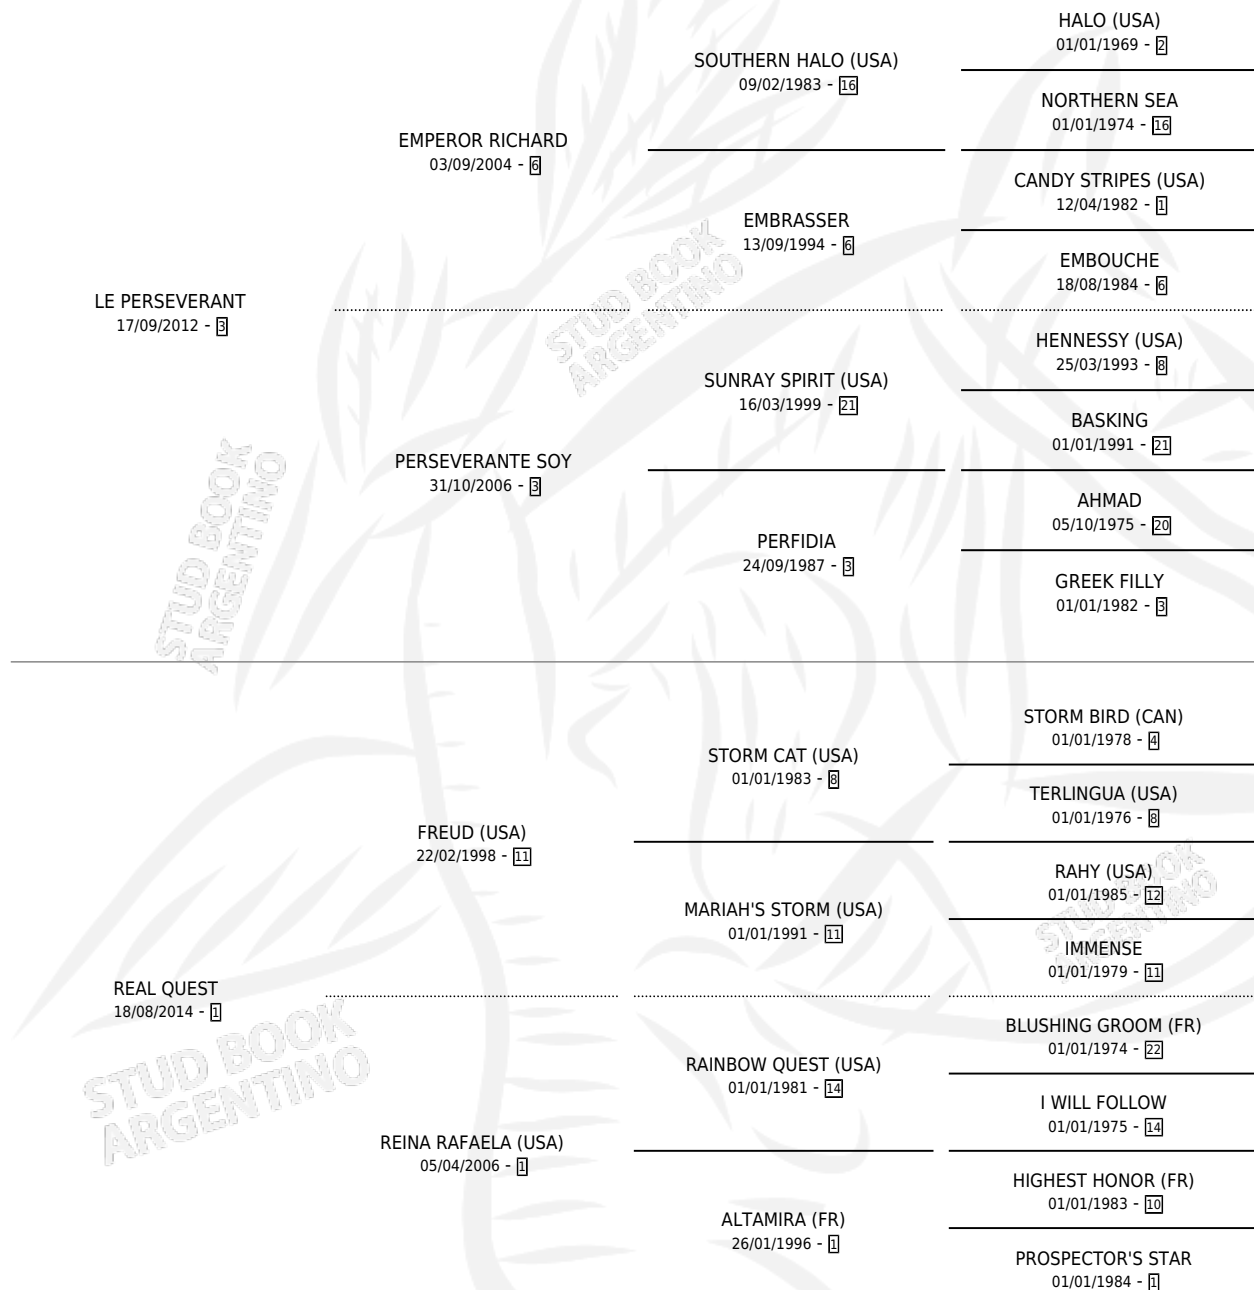 HALO (USA)
01/01/1969 - 2
SOUTHERN HALO (USA)
09/02/1983 - 16
NORTHERN SEA
01/01/1974 - 16
EMPEROR RICHARD
03/09/2004 - 6
CANDY STRIPES (USA)
12/04/1982 - 1
EMBRASSER
13/09/1994 - 6
EMBOUCHE
18/08/1984 - 6
LE PERSEVERANT
17/09/2012 - 3
STUD BOOK
ARGENTINO
HENNESSY (USA)
25/03/1993 - 8
SUNRAY SPIRIT (USA)
16/03/1999 - 21
BASKING
01/01/1991 - 21
PERSEVERANTE SOY
31/10/2006 - 3
AHMAD
05/10/1975 - 20
PERFIDIA
24/09/1987 - 3
GREEK FILLY
01/01/1982 - 3
STUD BOOK
ARGENTINO
STORM BIRD (CAN)
01/01/1978 - 4
STORM CAT (USA)
01/01/1983 - 8
TERLINGUA (USA)
01/01/1976 - 8
FREUD (USA)
22/02/1998 - 11
RAHY (USA)
01/01/1985 - 12
MARIAH'S STORM (USA)
01/01/1991 - 11
IMMENSE
01/01/1979 - 11
STUD BOOK
ARGENTINO
REAL QUEST
18/08/2014 - 1
BLUSHING GROOM (FR)
01/01/1974 - 22
RAINBOW QUEST (USA)
01/01/1981 - 14
I WILL FOLLOW
01/01/1975 - 14
STUD BOOK
ARGENTINO
REINA RAFAELA (USA)
05/04/2006 - 1
HIGHEST HONOR (FR)
01/01/1983 - 10
ALTAMIRA (FR)
26/01/1996 - 1
PROSPECTOR'S STAR
01/01/1984 - 1